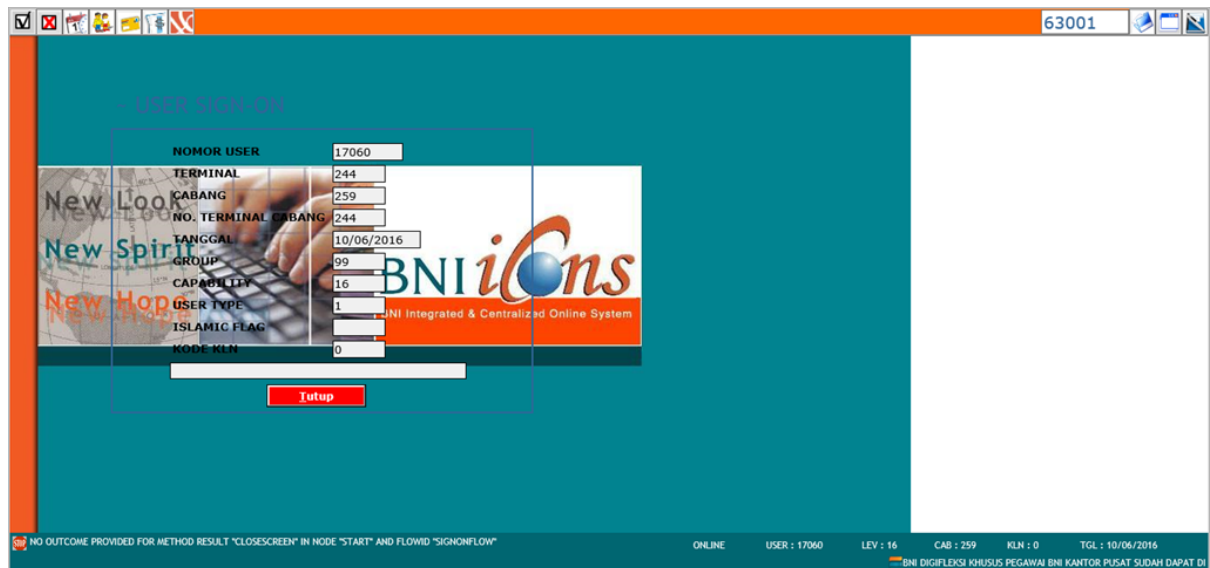 63001
– USER SIGN-ON
NOMOR USER 17060
TERMINAL 244
CABANG 259
NO. TERMINAL CABANG 244
TANGGAL 10/06/2016
GROUP 99
CAPABILITY 16
USER TYPE 1
ISLAMIC FLAG
KODE KLN 0
Tutup
New Look
New Spirit
New Hope
BNI icons
BNI Integrated & Centralized Online System
NO OUTCOME PROVIDED FOR METHOD RESULT "CLOSESCREEN" IN NODE "START" AND FLOWID "SIGNONFLOW"
ONLINE USER : 17060 LEV : 16 CAB : 259 KLN : 0 TGL : 10/06/2016
BNI DIGIFLEKSI KHUSUS PEGAWAI BNI KANTOR PUSAT SUDAH DAPAT DI